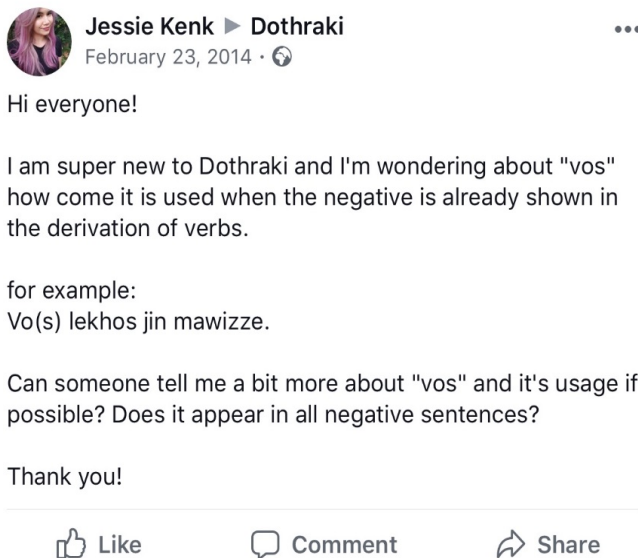 Jessie Kenk ▶ Dothraki
February 23, 2014 ·
Hi everyone!
I am super new to Dothraki and I'm wondering about "vos"
how come it is used when the negative is already shown in
the derivation of verbs.
for example:
Vo(s) lekhos jin mawizze.
Can someone tell me a bit more about "vos" and it's usage if
possible? Does it appear in all negative sentences?
Thank you!
Like Comment Share